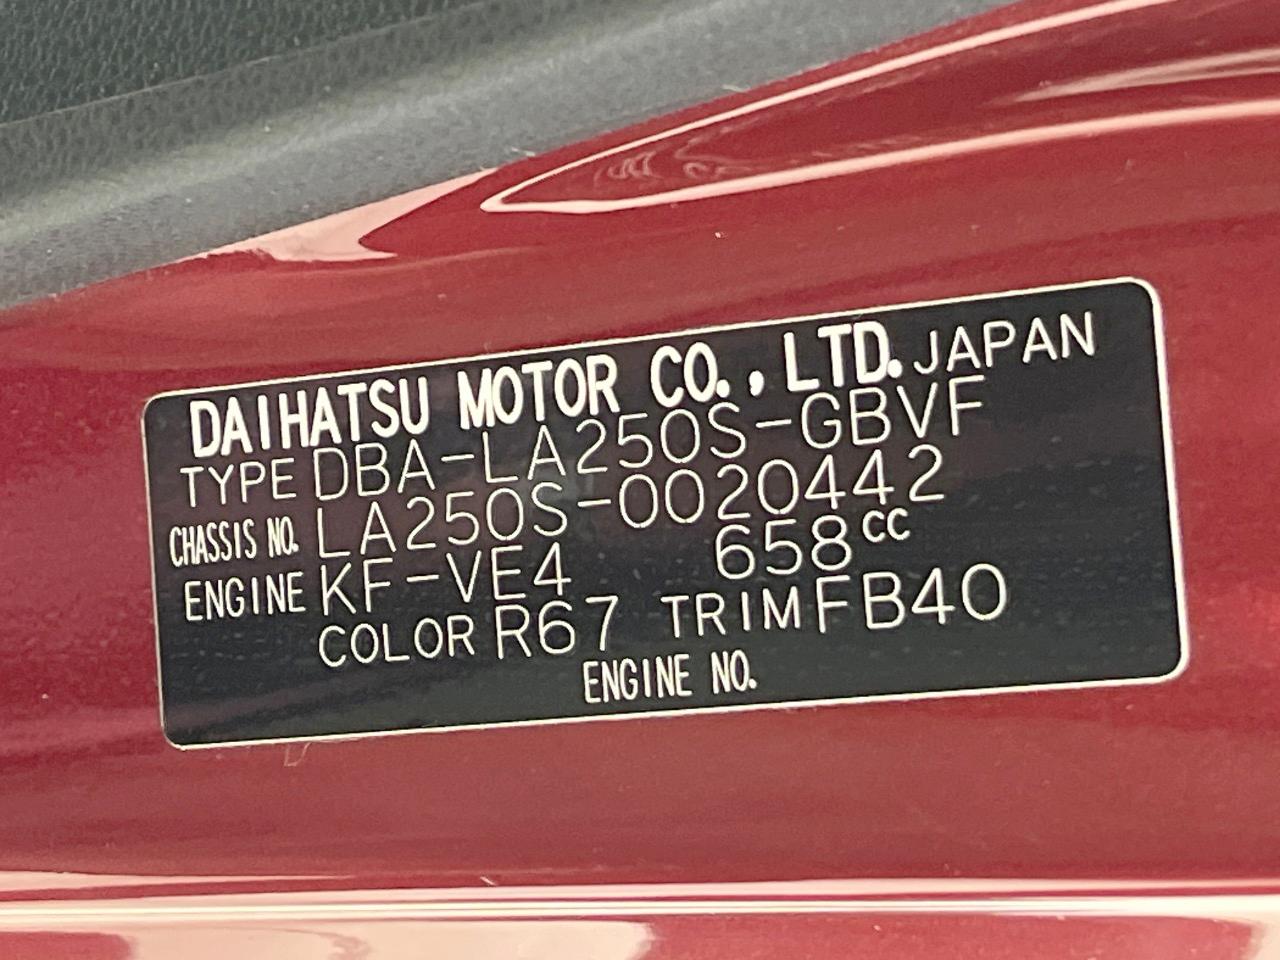 DAIHATSU MOTOR CO., LTD. JAPAN
TYPE DBA-LA250S-GBVF
CHASSIS NO. LA250S-0020442
ENGINE KF-VE4 658CC
COLOR R67 TRIM FB40
ENGINE NO.